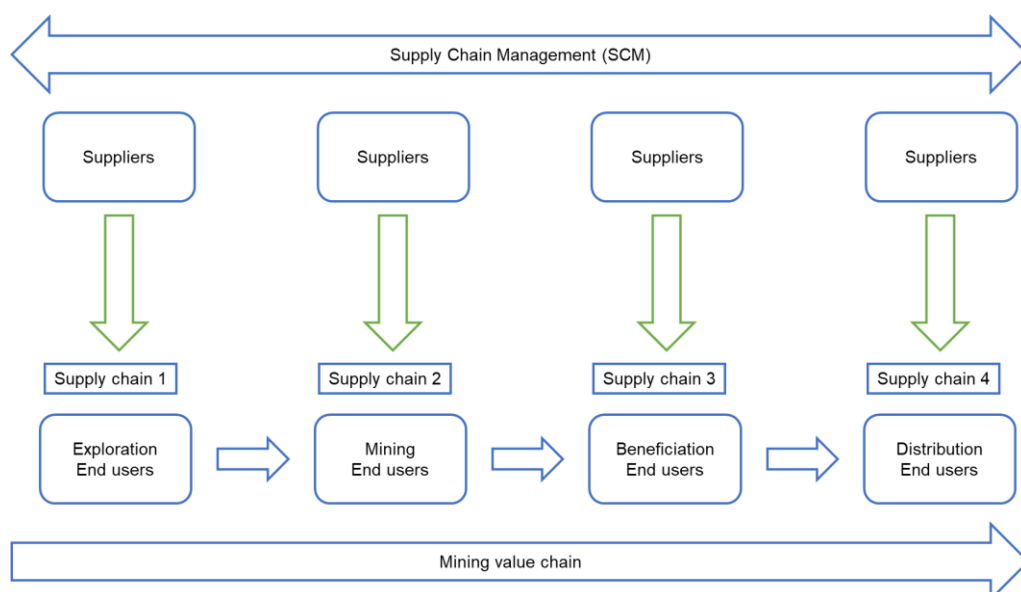 Supply Chain Management (SCM)
Suppliers
Suppliers
Suppliers
Suppliers
Supply chain 1
Supply chain 2
Supply chain 3
Supply chain 4
Exploration
End users
Mining
End users
Beneficiation
End users
Distribution
End users
Mining value chain